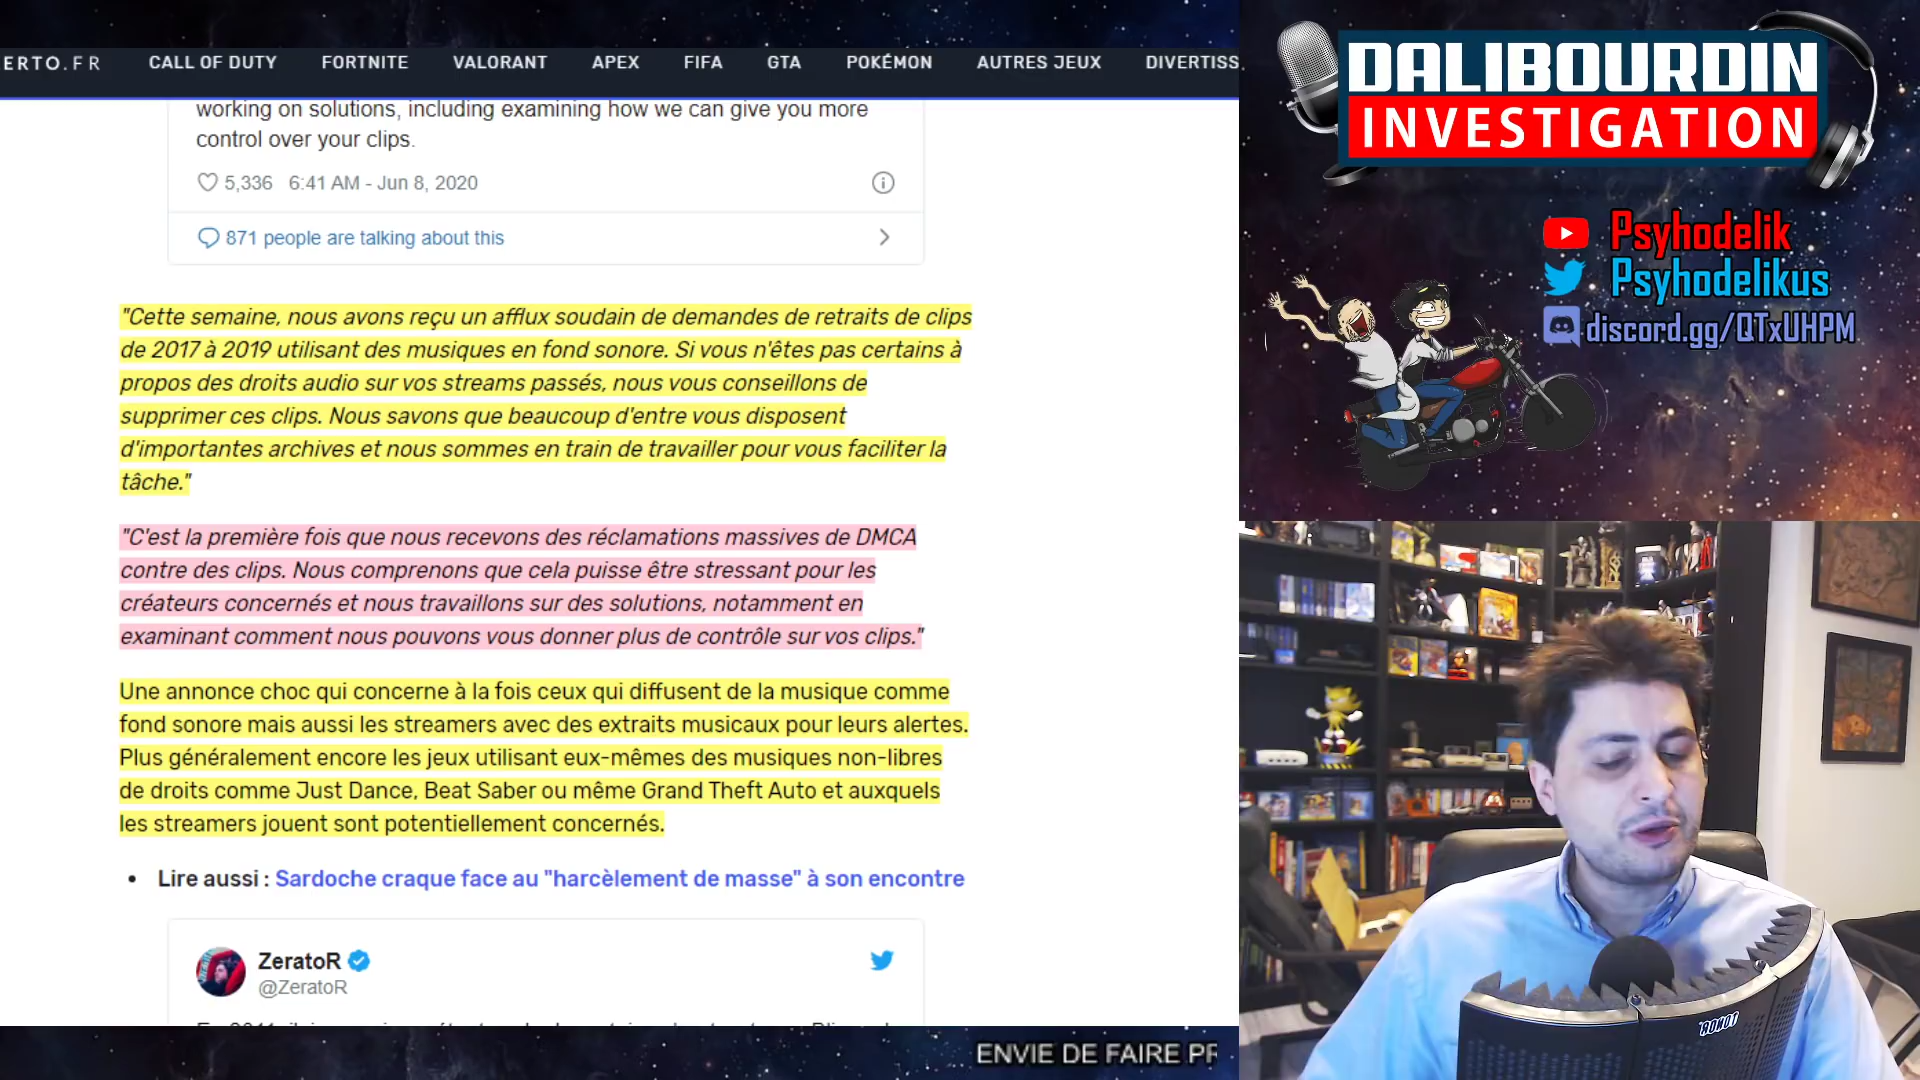 ERTO.FR CALL OF DUTY FORTNITE VALORANT APEX FIFA GTA POKÉMON AUTRES JEUX DIVERTISS
working on solutions, including examining how we can give you more
control over your clips.
5,336 6:41 AM - Jun 8, 2020
871 people are talking about this
"Cette semaine, nous avons reçu un afflux soudain de demandes de retraits de clips
de 2017 à 2019 utilisant des musiques en fond sonore. Si vous n'êtes pas certains à
propos des droits audio sur vos streams passés, nous vous conseillons de
supprimer ces clips. Nous savons que beaucoup d'entre vous disposent
d'importantes archives et nous sommes en train de travailler pour vous faciliter la
tâche."
"C'est la première fois que nous recevons des réclamations massives de DMCA
contre des clips. Nous comprenons que cela puisse être stressant pour les
créateurs concernés et nous travaillons sur des solutions, notamment en
examinant comment nous pouvons vous donner plus de contrôle sur vos clips."
Une annonce choc qui concerne à la fois ceux qui diffusent de la musique comme
fond sonore mais aussi les streamers avec des extraits musicaux pour leurs alertes.
Plus généralement encore les jeux utilisant eux-mêmes des musiques non-libres
de droits comme Just Dance, Beat Saber ou même Grand Theft Auto et auxquels
les streamers jouent sont potentiellement concernés.
• Lire aussi : Sardoche craque face au "harcèlement de masse" à son encontre
ZeratoR
@ZeratoR
ENVIE DE FAIRE PR
DALIBOURDIN
INVESTIGATION
Psyhodelik
Psyhodelikus
discord.gg/QTxUHPM